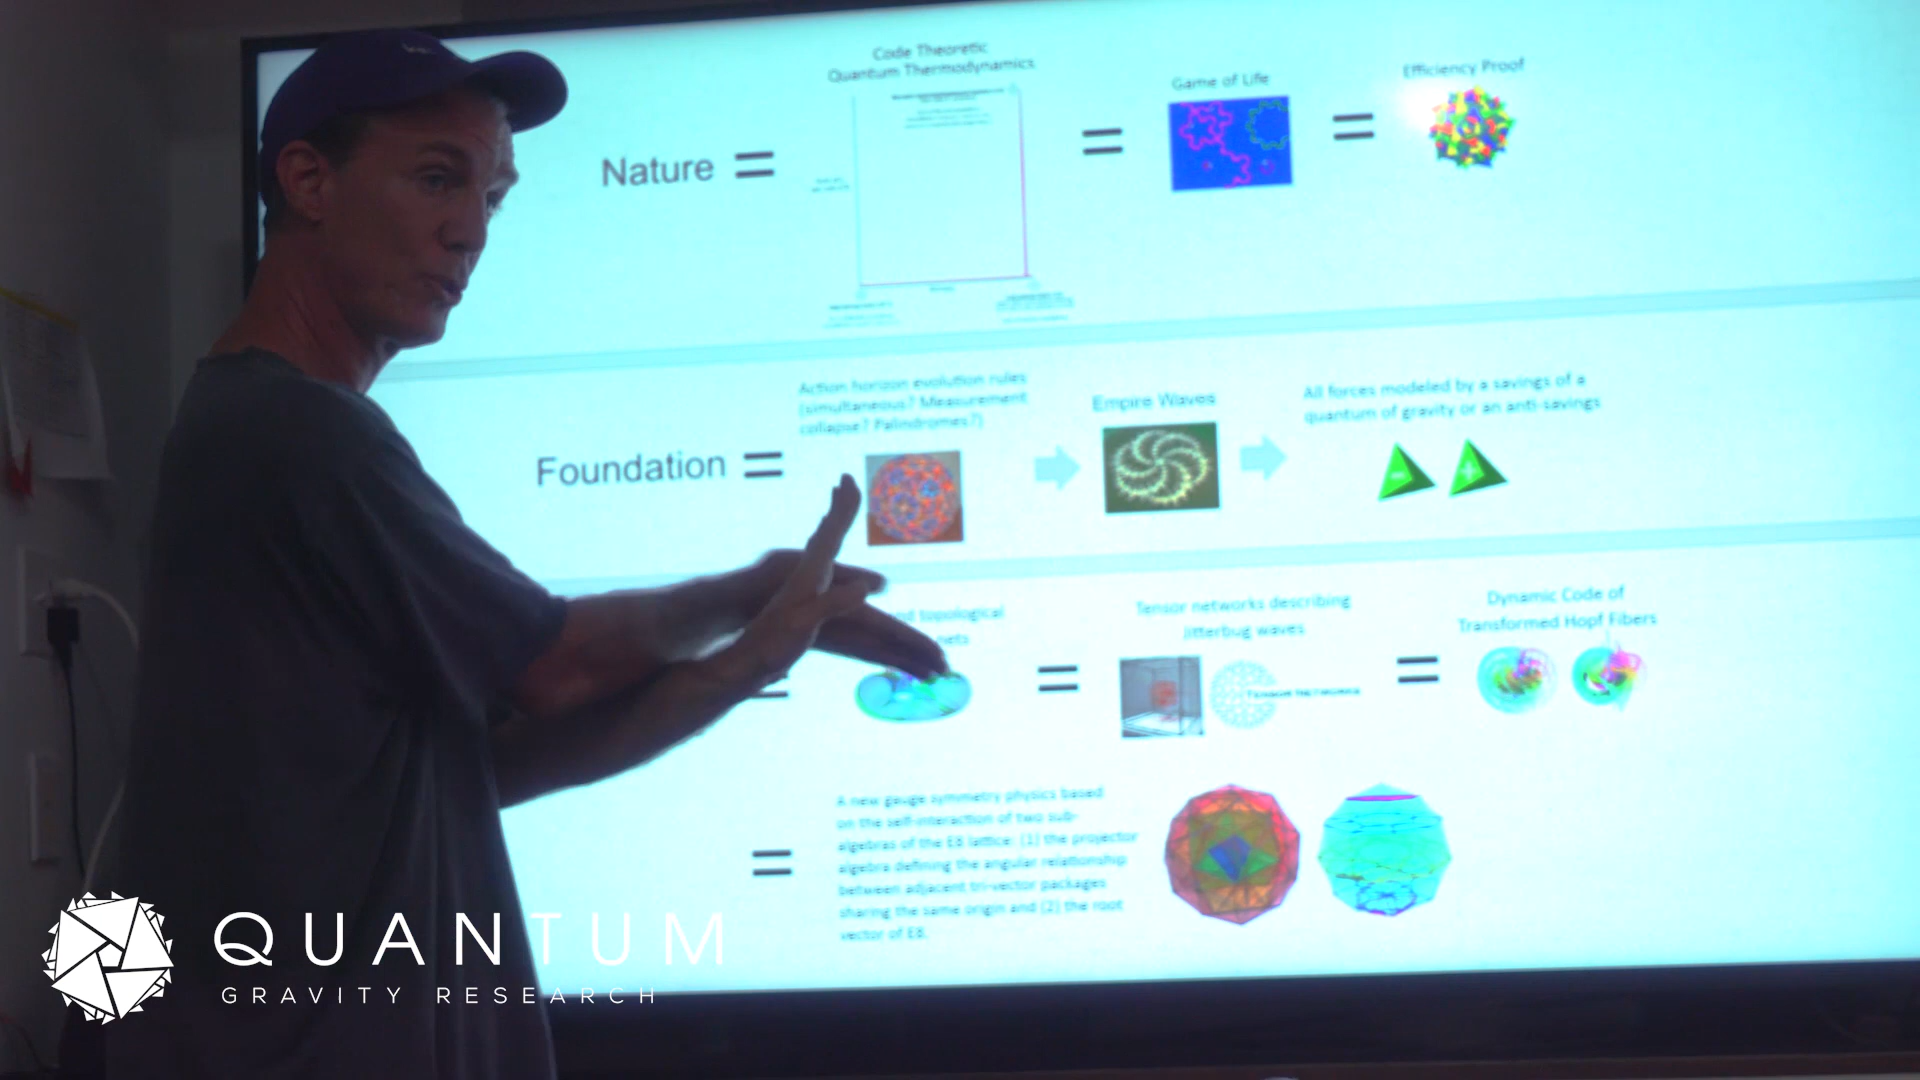 Code Theoretic
Quantum Thermodynamics
Game of Life
Efficiency Proof
Nature =
=
=
Action horizon evolution rules
(simultaneous? Measurement
collapse? Palindromes?)
Empire Waves
All forces modeled by a savings of a
quantum of gravity or an anti-savings
Foundation =
- +
topological
nets
Tensor networks describing
jitterbug waves
Dynamic Code of
Transformed Hopf Fibers
=
=
TENSOR NETWORKS
=
A new gauge symmetry physics based
on the self-interaction of two sub-
algebras of the E8 lattice: (1) the projector
algebra defining the angular relationship
between adjacent tri-vector packages
sharing the same origin and (2) the root
vector of E8.
=
QUANTUM
GRAVITY RESEARCH